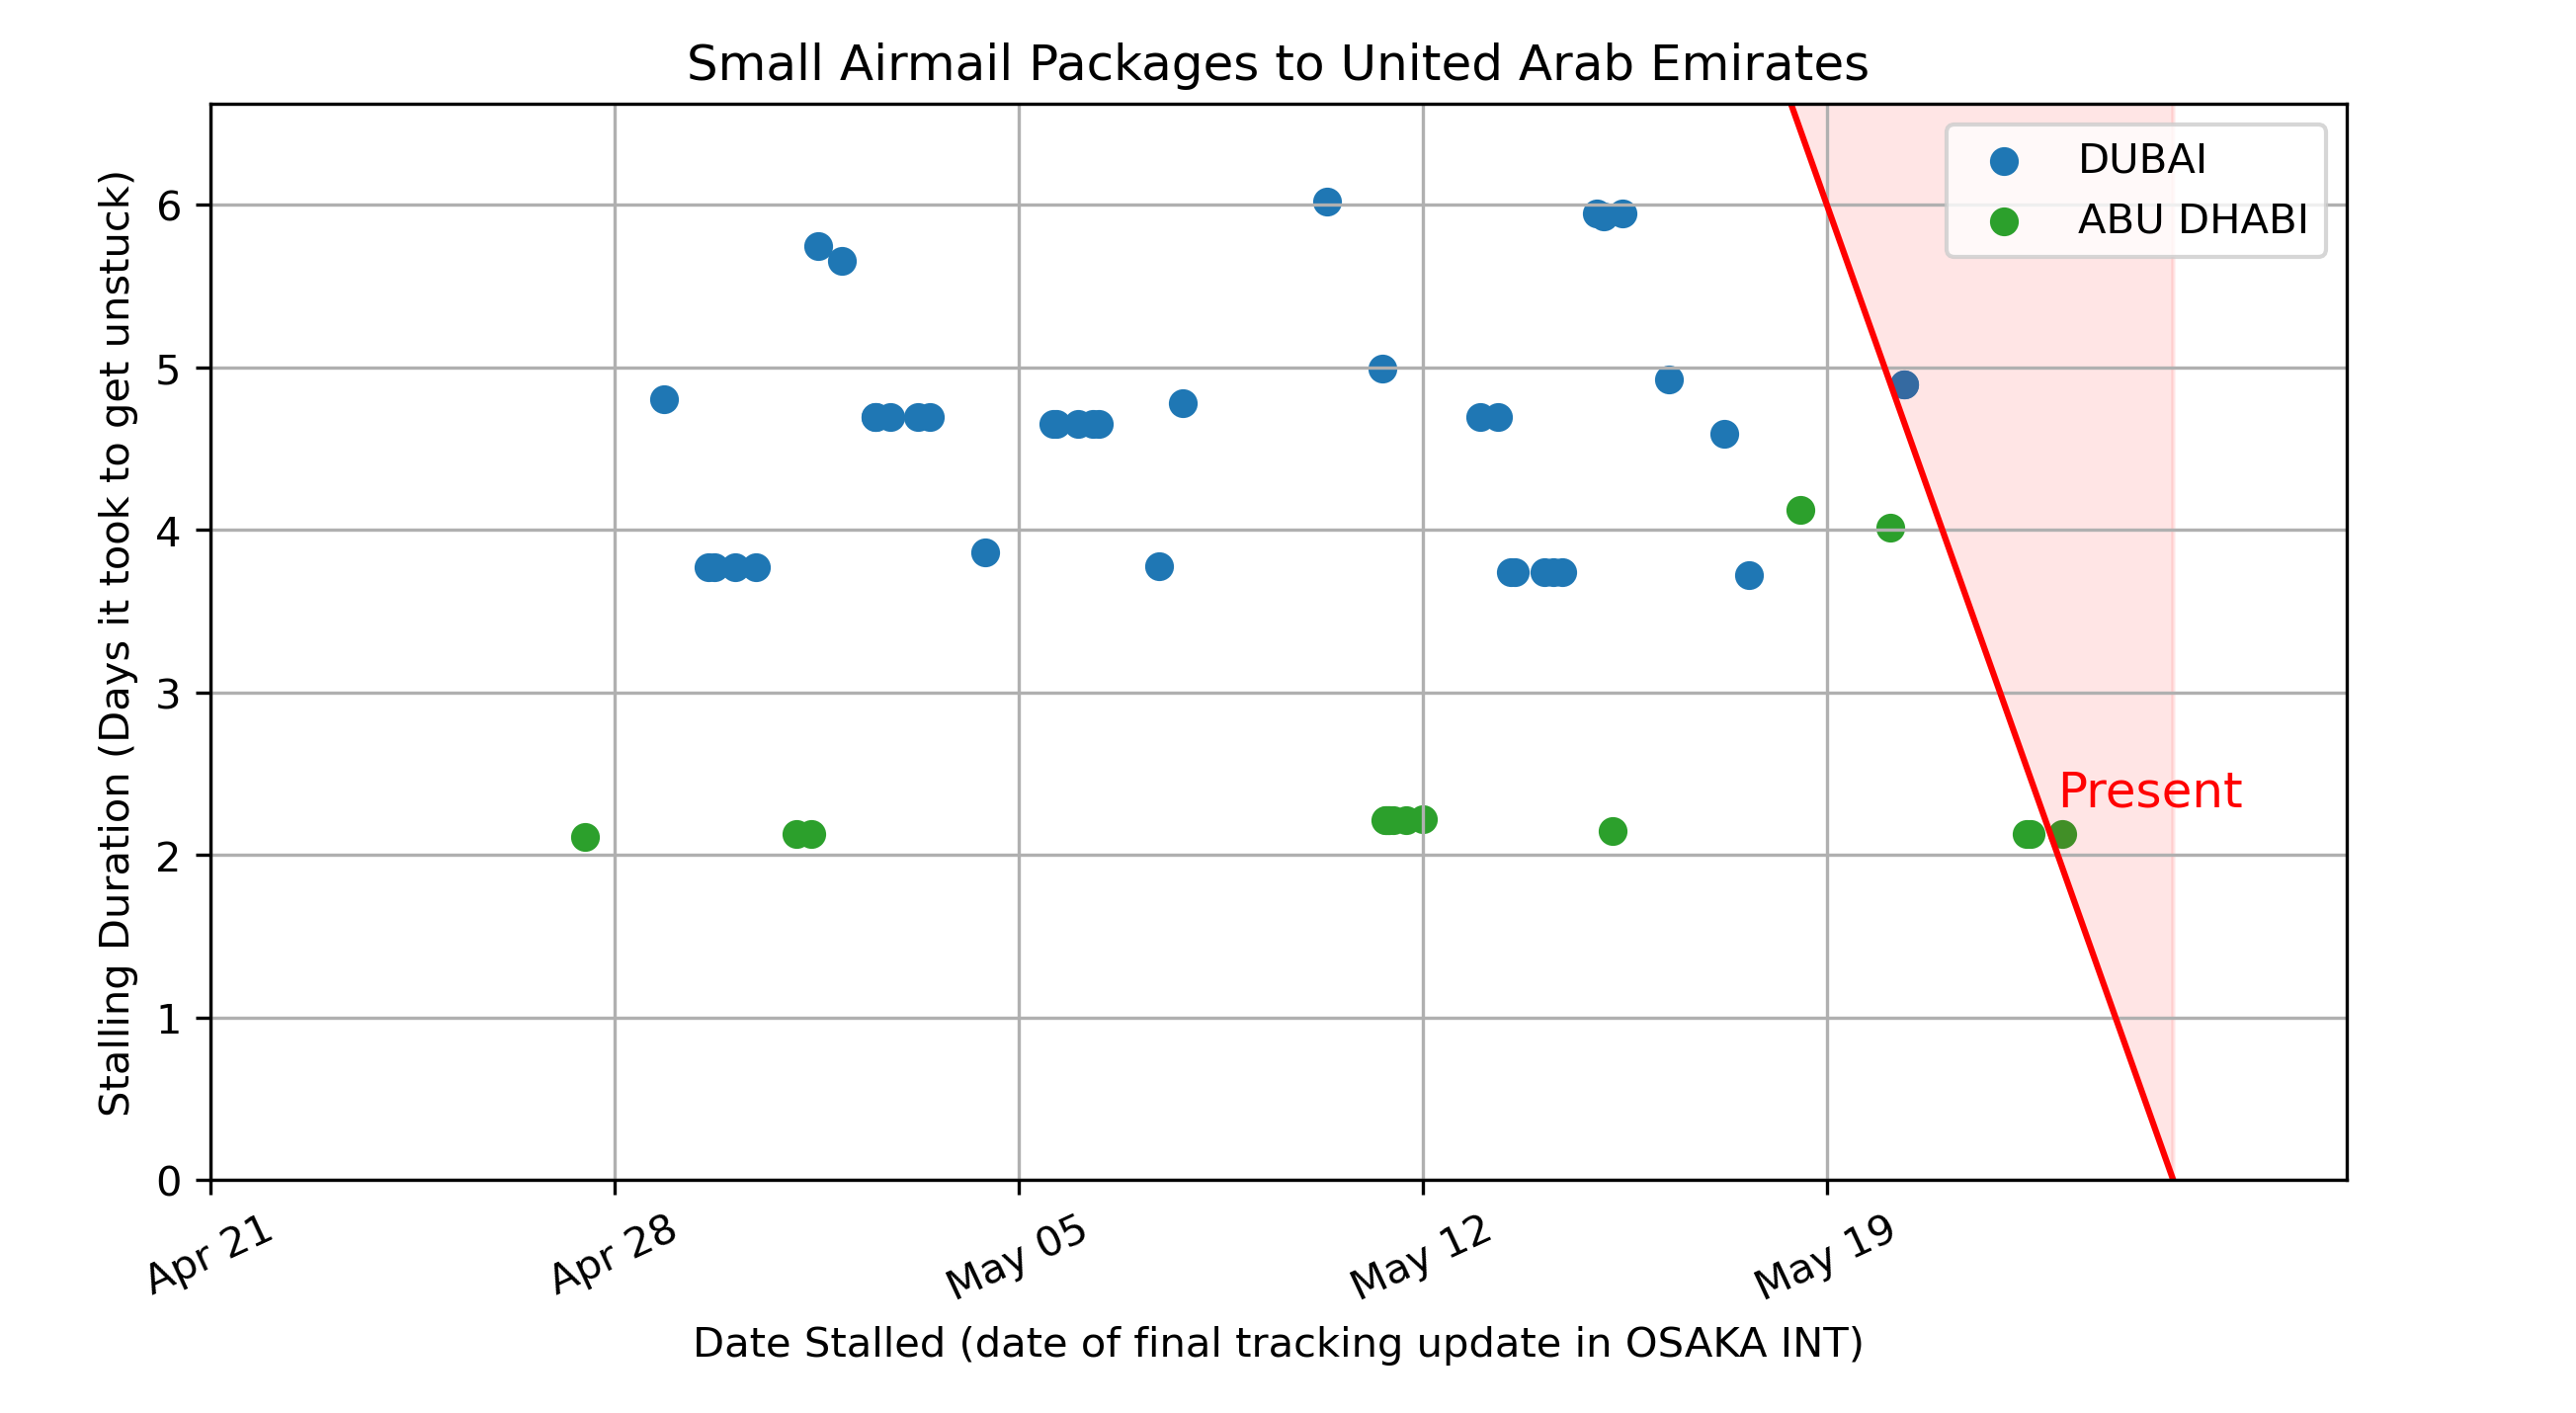 Small Airmail Packages to United Arab Emirates
Stalling Duration (Days it took to get unstuck)
6
5
4
3
2
1
0
DUBAI
ABU DHABI
Present
Apr 21
Apr 28
May 05
May 12
May 19
Date Stalled (date of final tracking update in OSAKA INT)